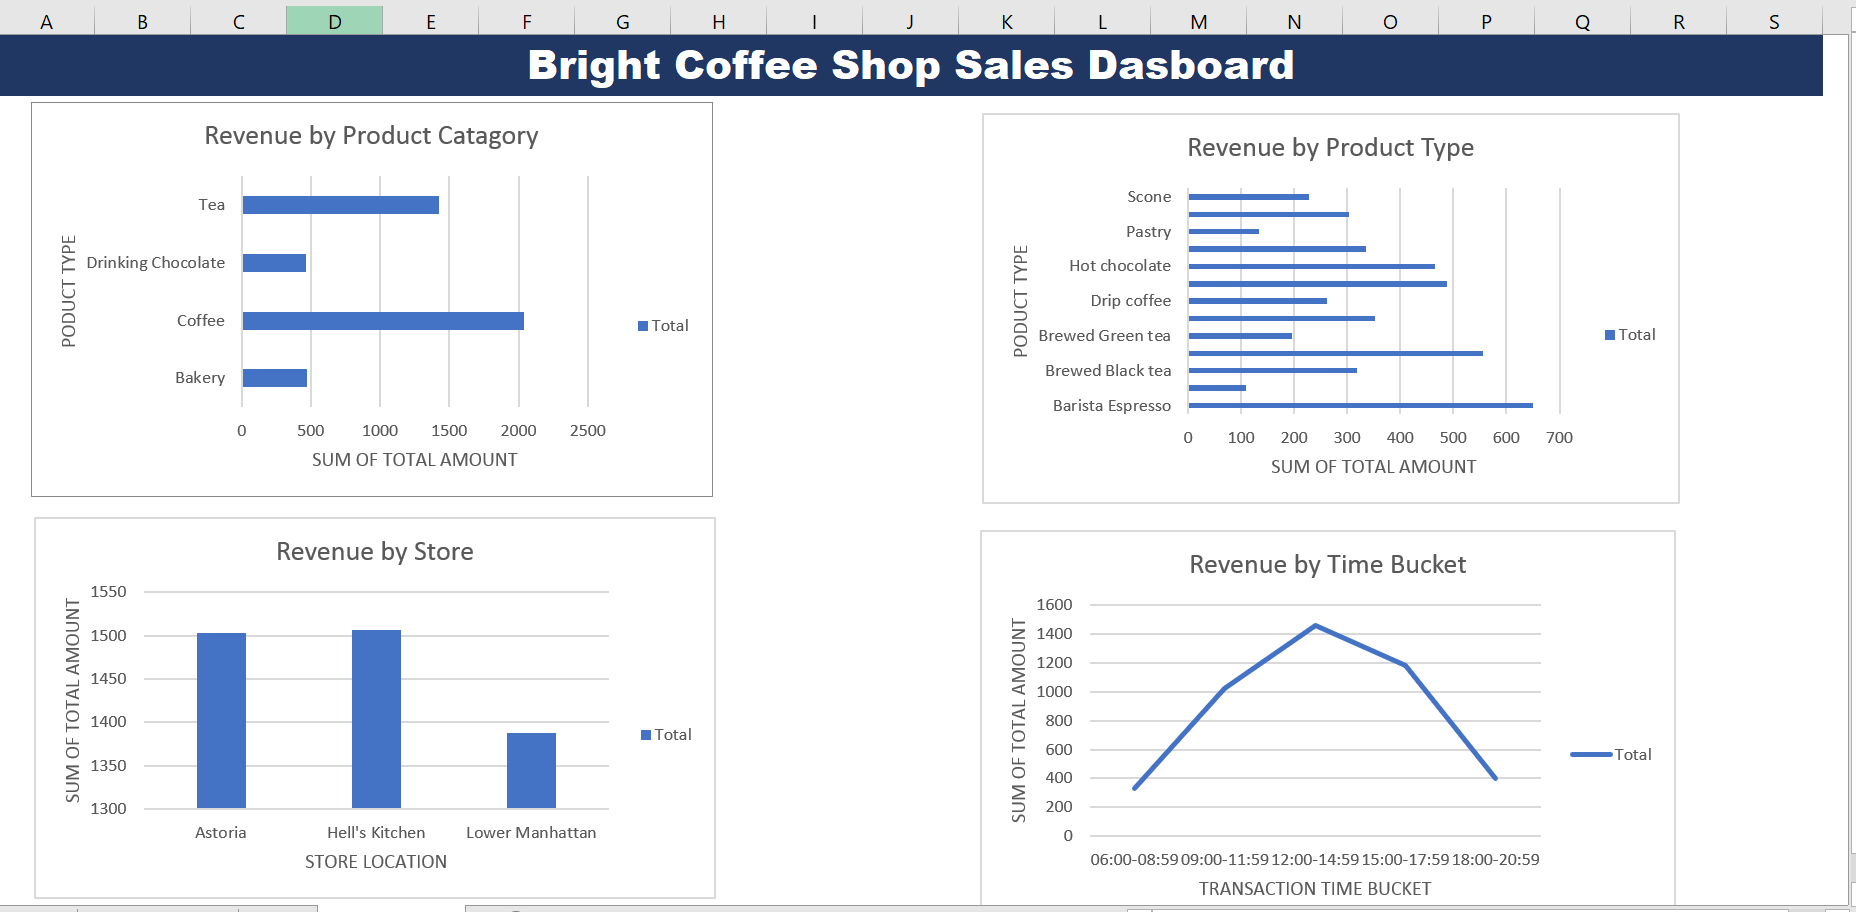 A B C D E F G H I J K L M N O P Q R S
Bright Coffee Shop Sales Dasboard
Revenue by Product Catagory
PODUCT TYPE
Tea
Drinking Chocolate
Coffee
Bakery
0 500 1000 1500 2000 2500
SUM OF TOTAL AMOUNT
Total
Revenue by Product Type
PODUCT TYPE
Scone
Pastry
Hot chocolate
Drip coffee
Brewed Green tea
Brewed Black tea
Barista Espresso
0 100 200 300 400 500 600 700
SUM OF TOTAL AMOUNT
Total
Revenue by Store
SUM OF TOTAL AMOUNT
1550
1500
1450
1400
1350
1300
Astoria Hell's Kitchen Lower Manhattan
STORE LOCATION
Total
Revenue by Time Bucket
SUM OF TOTAL AMOUNT
1600
1400
1200
1000
800
600
400
200
0
06:00-08:59 09:00-11:59 12:00-14:59 15:00-17:59 18:00-20:59
TRANSACTION TIME BUCKET
Total